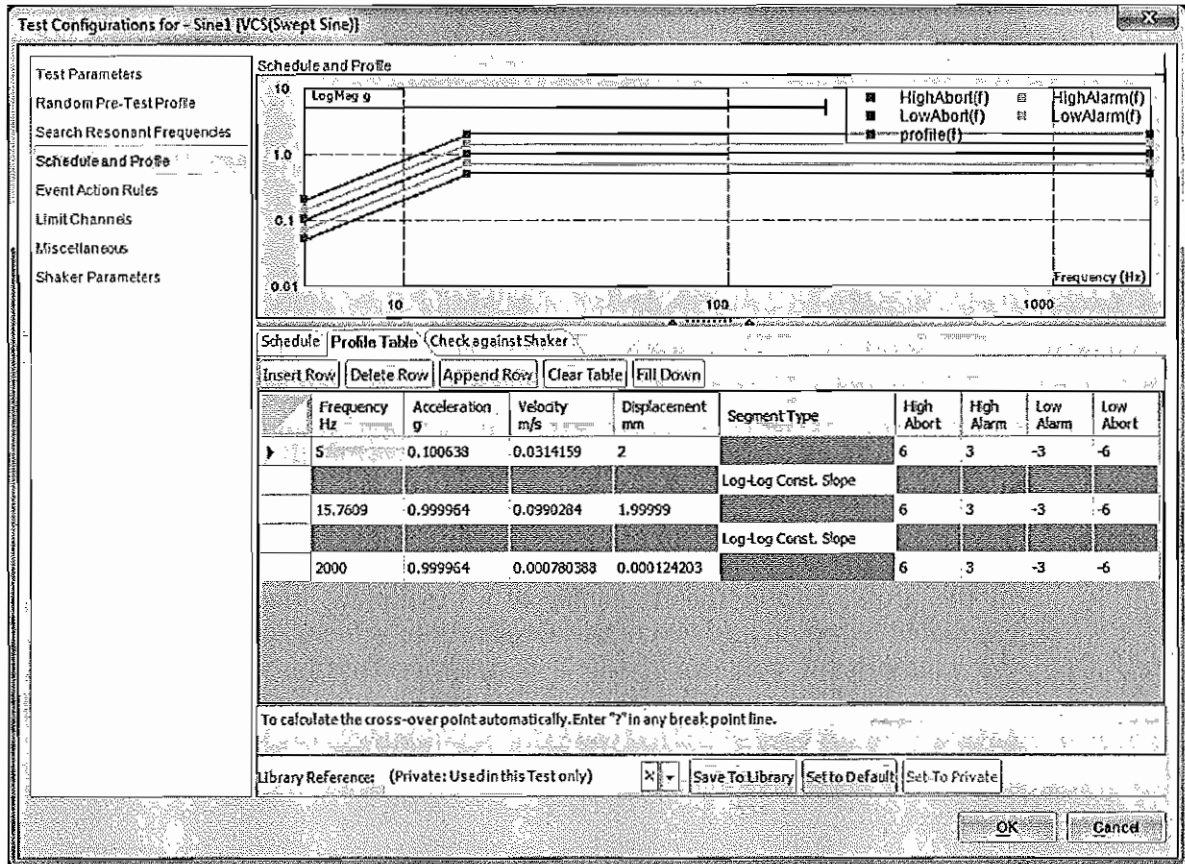 Test Configurations for - Sine1 [VCS(Swept Sine)]
Test Parameters
Random Pre-Test Profile
Search Resonant Frequencies
Schedule and Profile
Event Action Rules
Limit Channels
Miscellaneous
Shaker Parameters
Schedule and Profile
10
LogMag g
1.0
0.1
0.01
HighAbort(f) HighAlarm(f)
LowAbort(f) LowAlarm(f)
profile(f)
Frequency (Hz)
10 100 1000
Schedule Profile Table Check against Shaker
Insert Row Delete Row Append Row Clear Table Fill Down
Frequency Hz Acceleration g Velocity m/s Displacement mm Segment Type High Abort High Alarm Low Alarm Low Abort
5 0.100638 0.0314159 2 6 3 -3 -6
Log-Log Const. Slope
15.7609 0.999964 0.0990284 1.99999 6 3 -3 -6
Log-Log Const. Slope
2000 0.999964 0.000780388 0.000124203 6 3 -3 -6
To calculate the cross-over point automatically.Enter "?" in any break point line.
Library Reference: (Private: Used in this Test only) Save To Library Set to Default Set To Private
OK Cancel